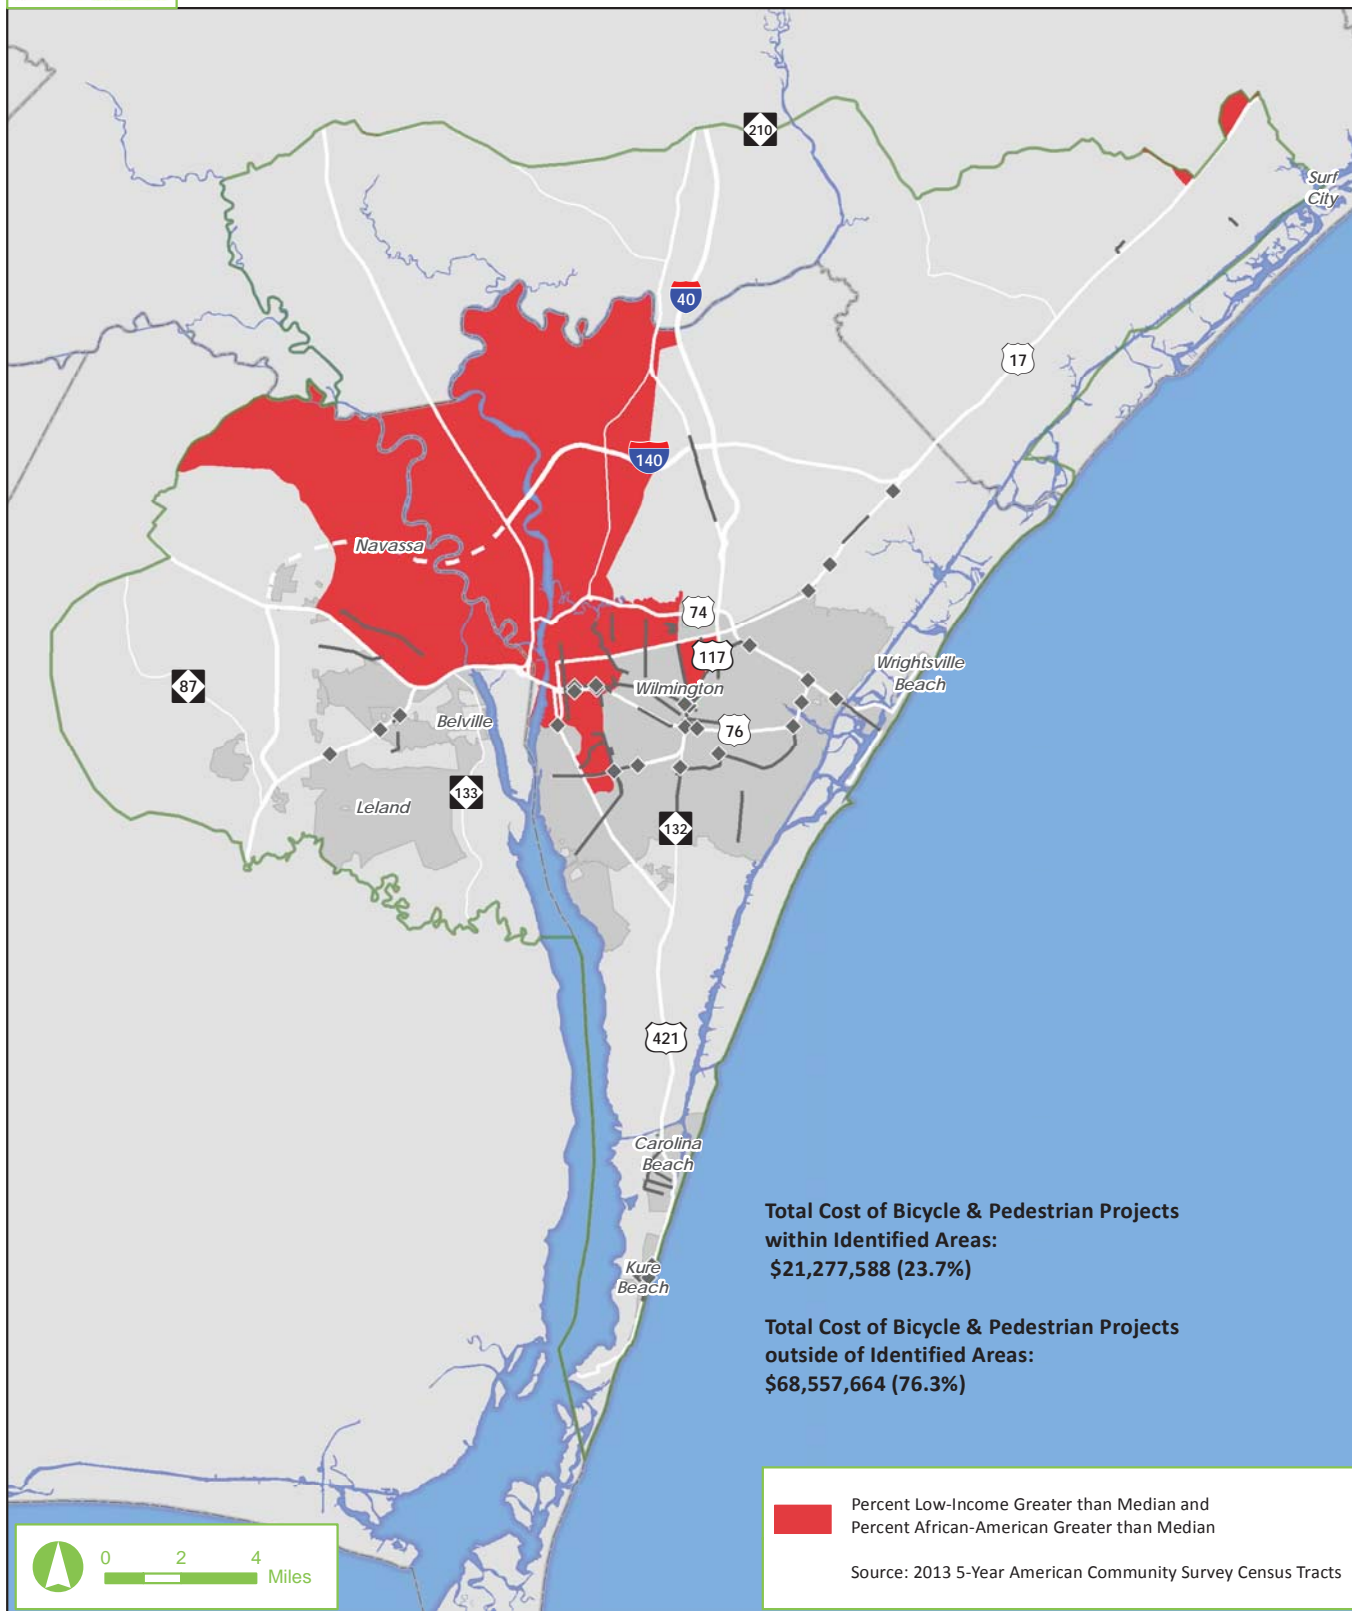 210
Surf
City
40
17
140
Navassa
74
117
Wrightsville
Beach
87
Wilmington
Belville
76
133
Leland
132
421
Carolina
Beach
Total Cost of Bicycle & Pedestrian Projects
within Identified Areas:
$21,277,588 (23.7%)
Kure
Beach
Total Cost of Bicycle & Pedestrian Projects
outside of Identified Areas:
$68,557,664 (76.3%)
Percent Low-Income Greater than Median and
Percent African-American Greater than Median
Source: 2013 5-Year American Community Survey Census Tracts
0 2 4
Miles